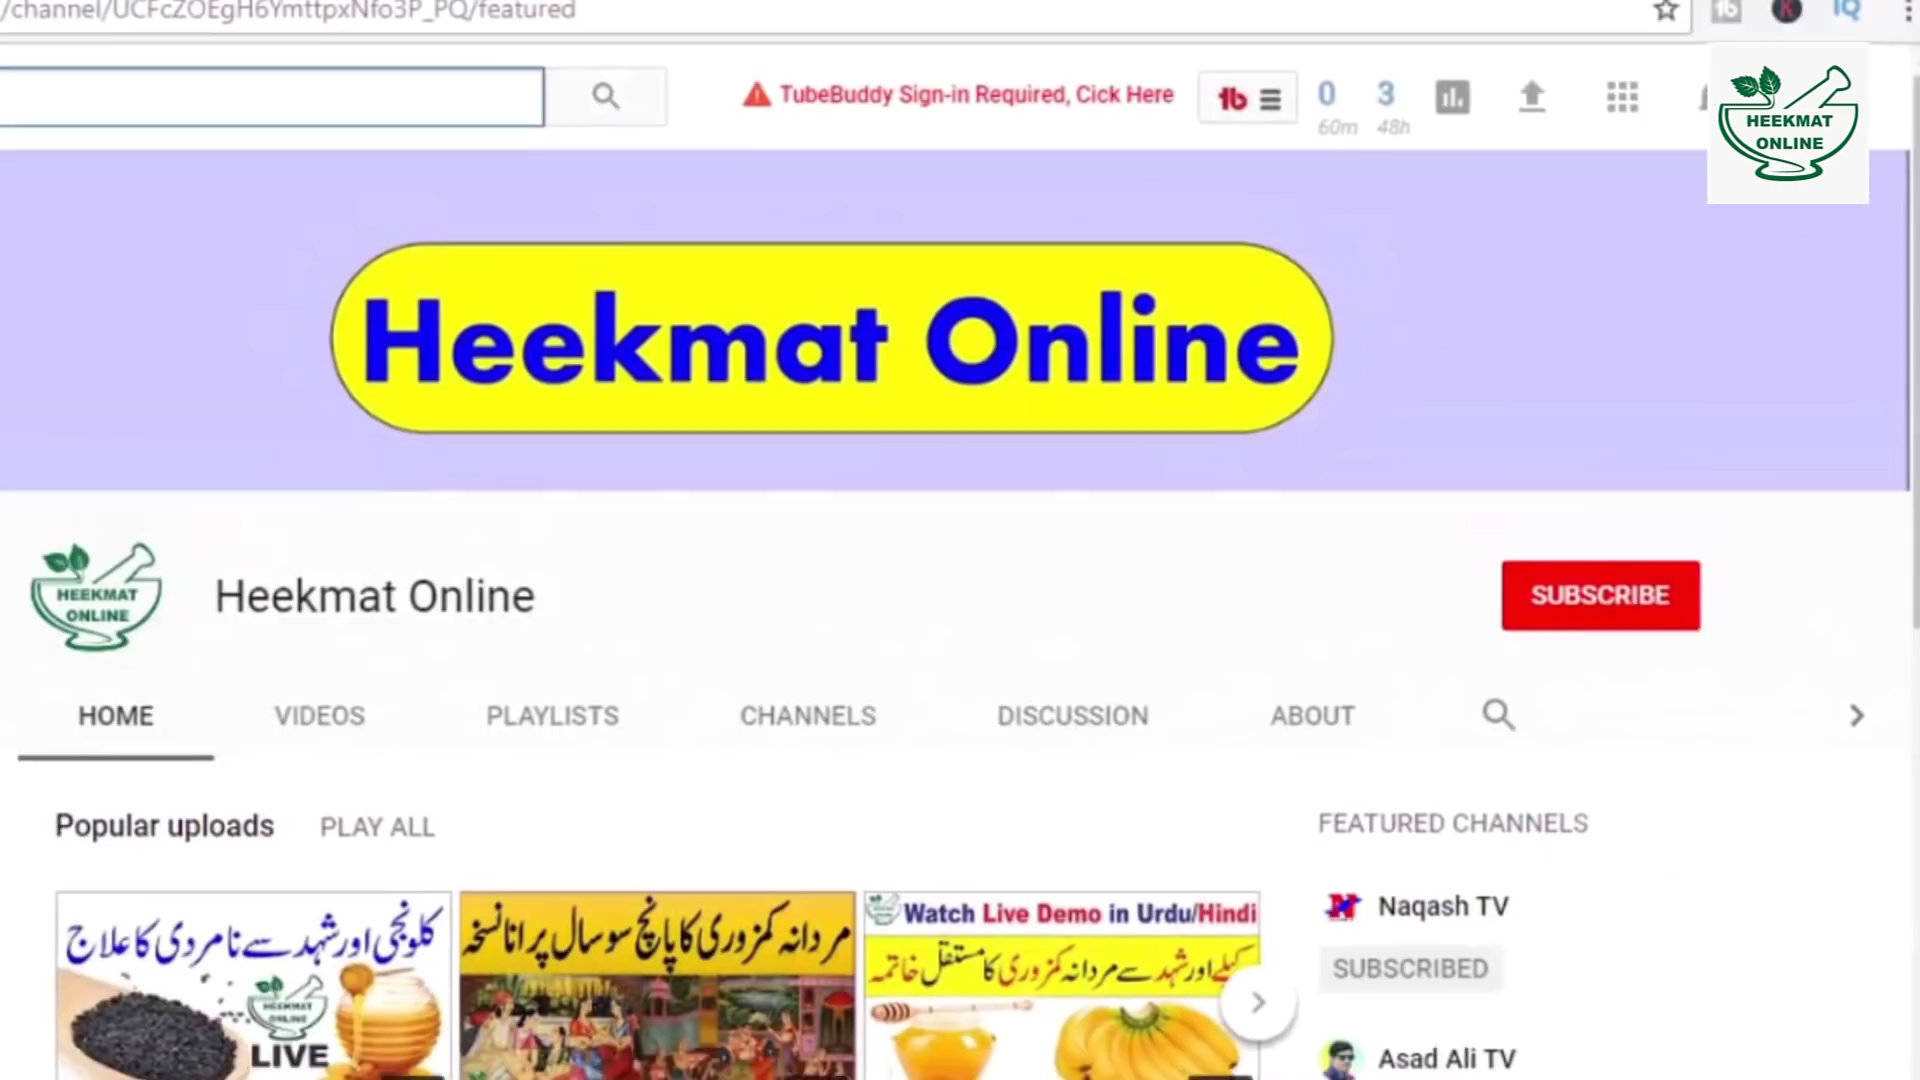 /channel/UCFcZOEgH6YmttpxNfo3P_PQ/featured
TubeBuddy Sign-in Required, Cick Here
0 3
60m 48h
HEEKMAT
ONLINE
Heekmat Online
HEEKMAT
ONLINE
Heekmat Online
SUBSCRIBE
HOME VIDEOS PLAYLISTS CHANNELS DISCUSSION ABOUT
Popular uploads PLAY ALL
FEATURED CHANNELS
کلونجی اور شہد سے نامردی کا علاج
HEEKMAT
ONLINE
LIVE
مردانہ کمزوری کا پانچ سو سال پرانا نسخہ
Watch Live Demo in Urdu/Hindi
کیلے اور شہد سے مردانہ کمزوری کا مستقل خاتمہ
Naqash TV
SUBSCRIBED
Asad Ali TV